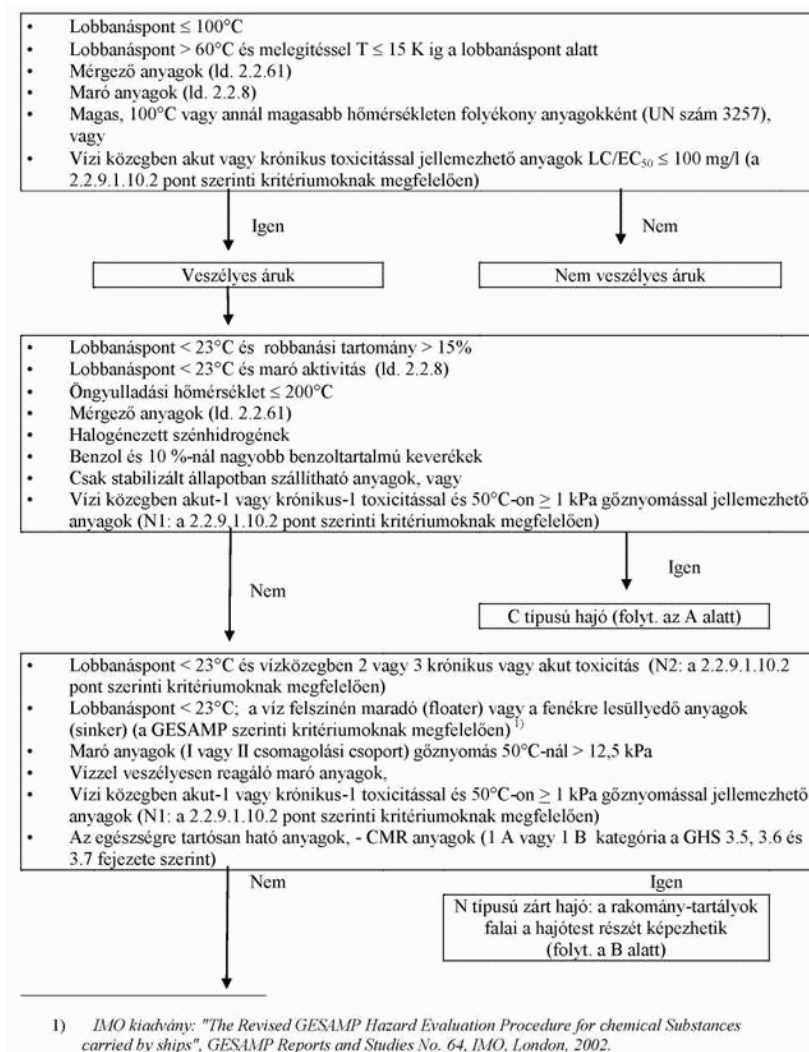 • Lobbanáspont ≤ 100°C
• Lobbanáspont > 60°C és melegítéssel T ≤ 15 K ig a lobbanáspont alatt
• Mérgező anyagok (ld. 2.2.61)
• Maró anyagok (ld. 2.2.8)
• Magas, 100°C vagy annál magasabb hőmérsékleten folyékony anyagokként (UN szám 3257),
vagy
• Vízi közegben akut vagy krónikus toxicitással jellemezhető anyagok LC/EC₅₀ ≤ 100 mg/l (a
2.2.9.1.10.2 pont szerinti kritériumoknak megfelelően)
Igen
Nem
Veszélyes áruk
Nem veszélyes áruk
• Lobbanáspont < 23°C és robbanási tartomány > 15%
• Lobbanáspont < 23°C és maró aktivitás (ld. 2.2.8)
• Öngyulladási hőmérséklet ≤ 200°C
• Mérgező anyagok (ld. 2.2.61)
• Halogénezett szénhidrogének
• Benzol és 10 %-nál nagyobb benzoltartalmú keverékek
• Csak stabilizált állapotban szállítható anyagok, vagy
• Vízi közegben akut-1 vagy krónikus-1 toxicitással és 50°C-on ≥ 1 kPa gőznyomással jellemezhető
anyagok (N1: a 2.2.9.1.10.2 pont szerinti kritériumoknak megfelelően)
Nem
Igen
C típusú hajó (folyt. az A alatt)
• Lobbanáspont < 23°C és vízközegben 2 vagy 3 krónikus vagy akut toxicitás (N2: a 2.2.9.1.10.2
pont szerinti kritériumoknak megfelelően)
• Lobbanáspont < 23°C; a víz felszínén maradó (floater) vagy a fenékre lesüllyedő anyagok
(sinker) (a GESAMP szerinti kritériumoknak megfelelően) 1)
• Maró anyagok (I vagy II csomagolási csoport) gőznyomás 50°C-nál > 12,5 kPa
• Vízzel veszélyesen reagáló maró anyagok,
• Vízi közegben akut-1 vagy krónikus-1 toxicitással és 50°C-on ≥ 1 kPa gőznyomással jellemezhető
anyagok (N1: a 2.2.9.1.10.2 pont szerinti kritériumoknak megfelelően)
• Az egészségre tartósan ható anyagok, - CMR anyagok (1 A vagy 1 B kategória a GHS 3.5, 3.6 és
3.7 fejezete szerint)
Nem
Igen
N típusú zárt hajó: a rakomány-tartályok
falai a hajótest részét képezhetik
(folyt. a B alatt)
1) IMO kiadvány: "The Revised GESAMP Hazard Evaluation Procedure for chemical Substances
carried by ships", GESAMP Reports and Studies No. 64, IMO, London, 2002.